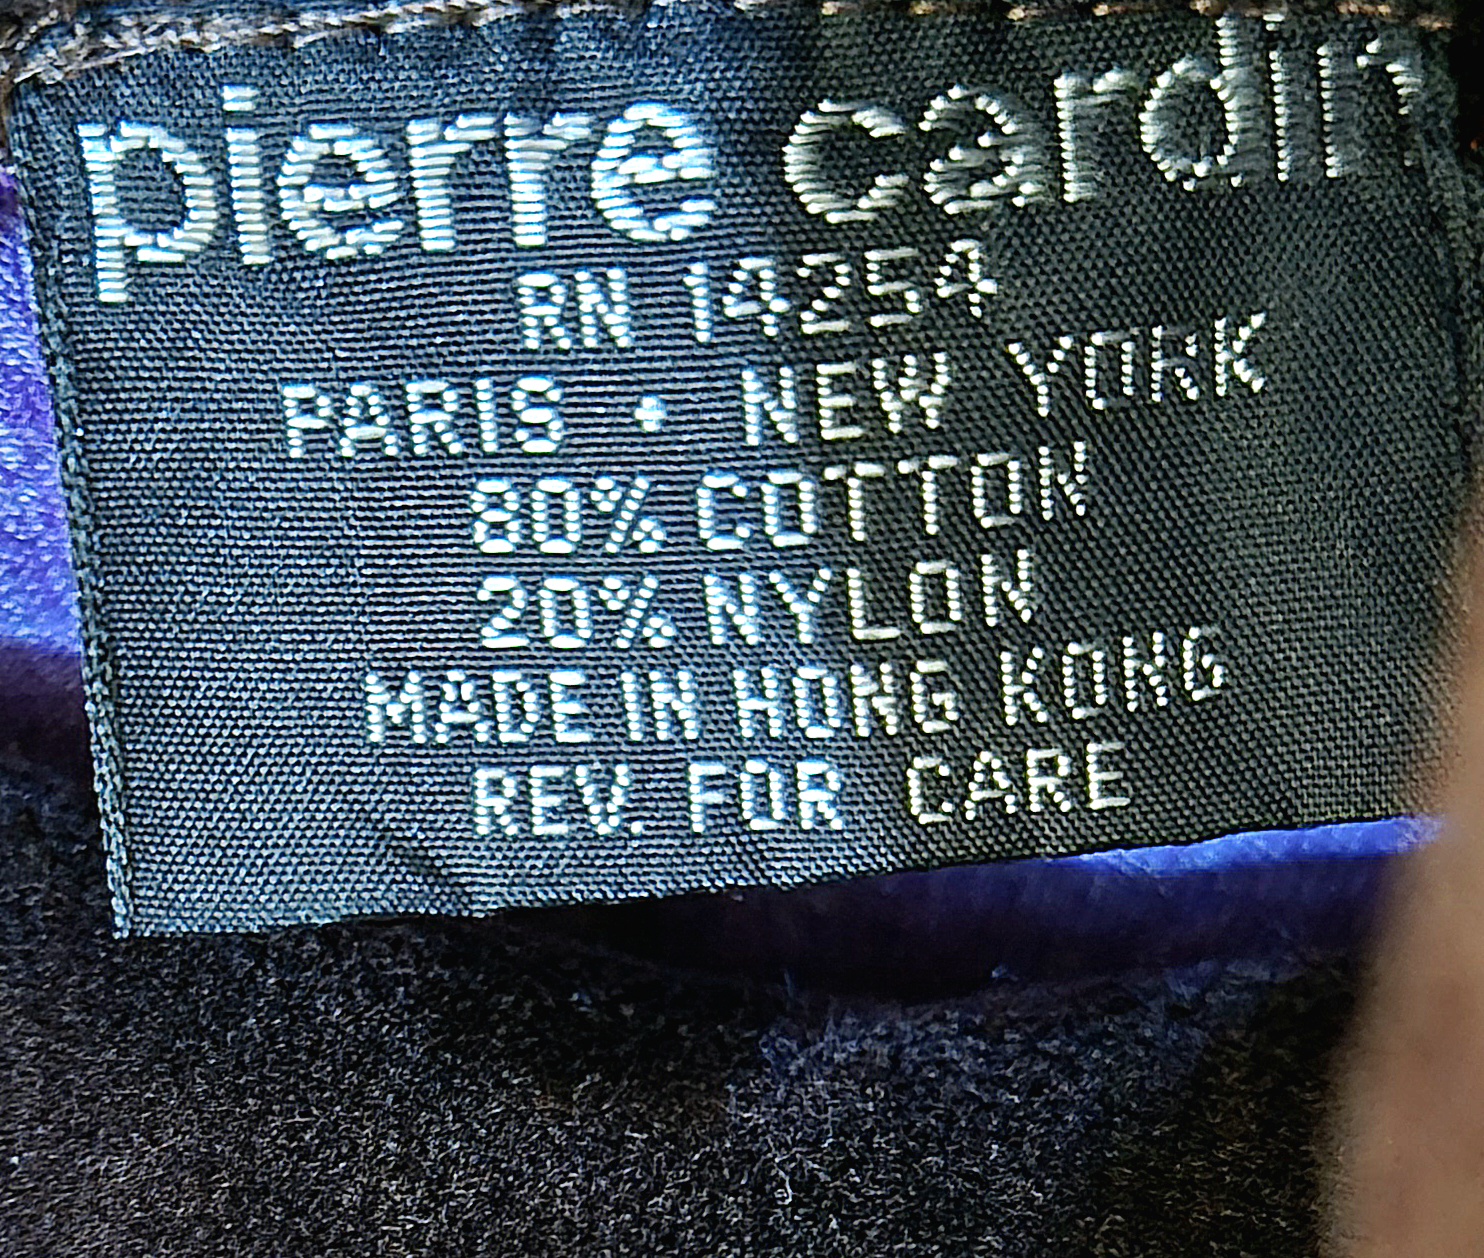 pierre cardin
RN 14254
PARIS • NEW YORK
80% COTTON
20% NYLON
MADE IN HONG KONG
REV. FOR CARE